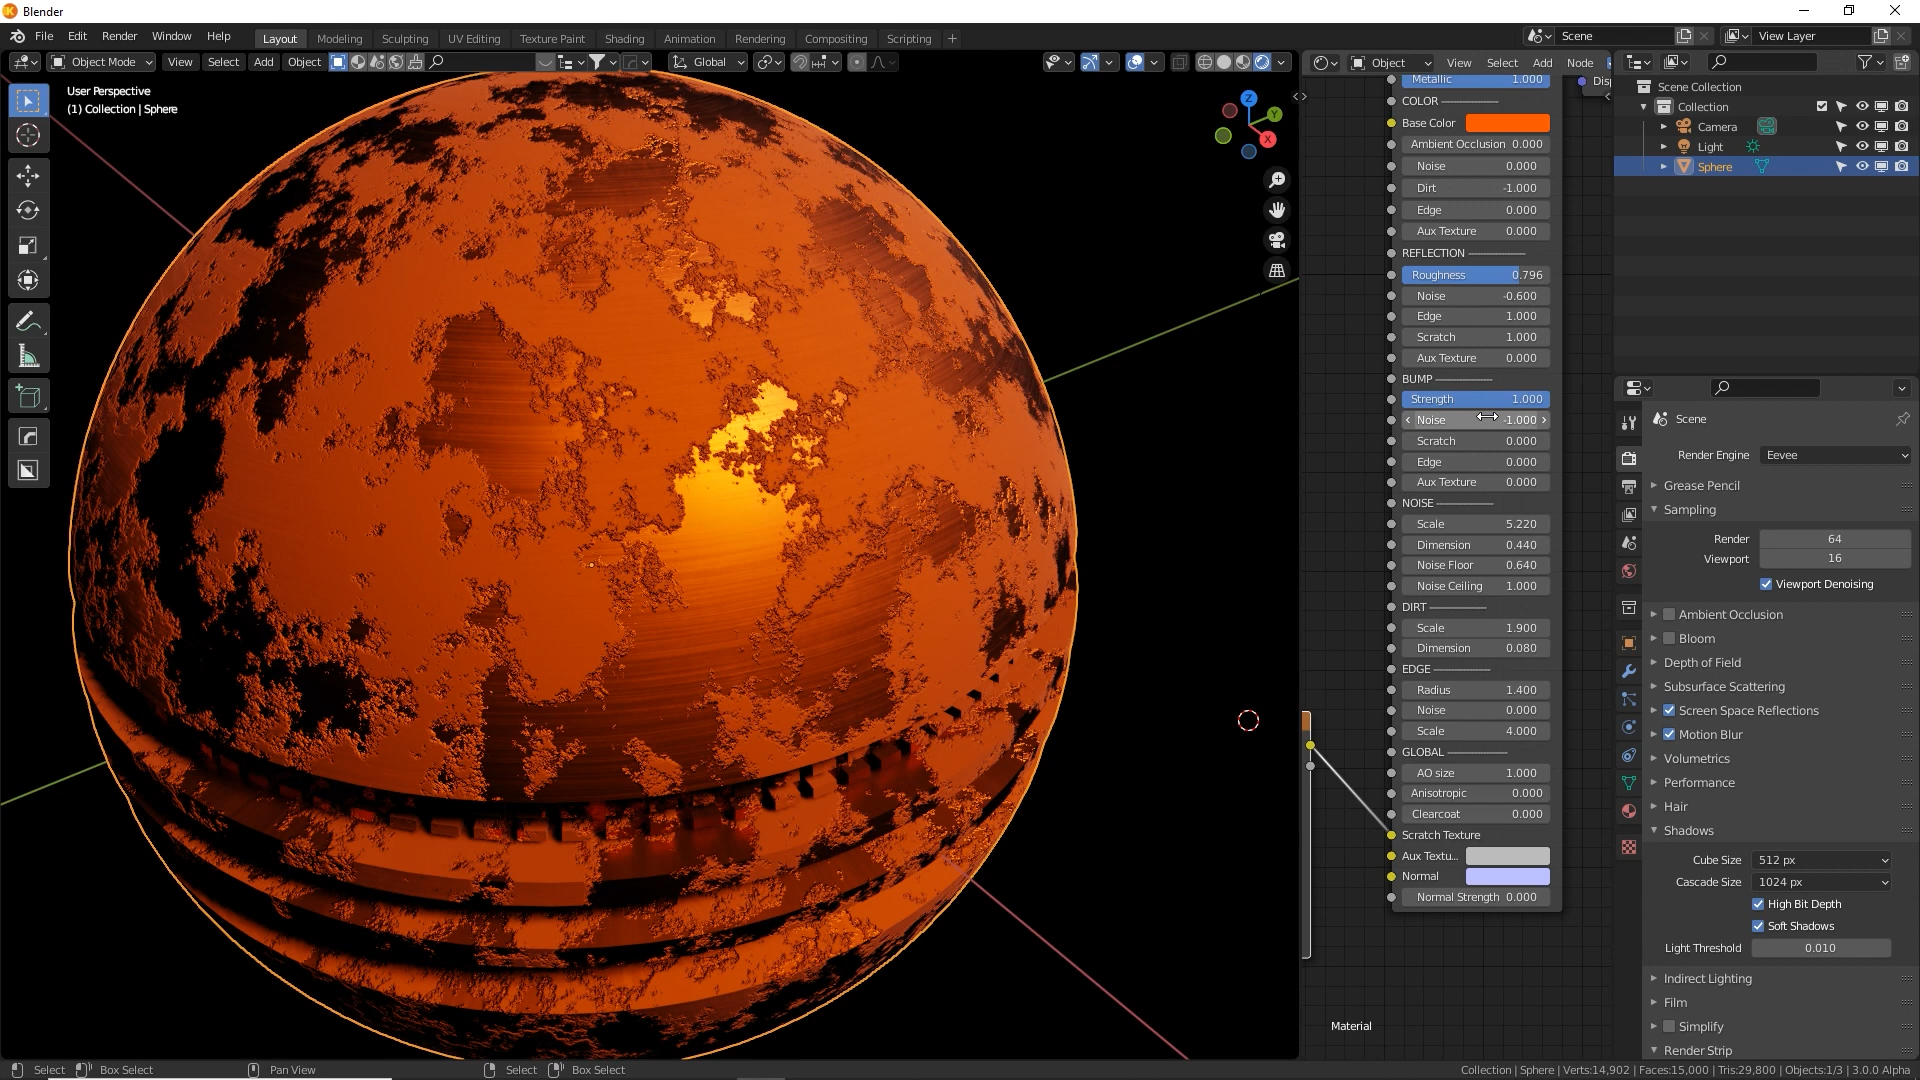 Blender
File Edit Render Window Help
Layout Modeling Sculpting UV Editing Texture Paint Shading Animation Rendering Compositing Scripting +
Scene
View Layer
Object Mode View Select Add Object
Global
Object View Select Add Node
User Perspective
(1) Collection | Sphere
Z
Y
X
Metallic 1.000
Disp
COLOR
Base Color
Ambient Occlusion 0.000
Noise 0.000
Dirt -1.000
Edge 0.000
Aux Texture 0.000
REFLECTION
Roughness 0.796
Noise -0.600
Edge 1.000
Scratch 1.000
Aux Texture 0.000
BUMP
Strength 1.000
Noise -1.000
Scratch 0.000
Edge 0.000
Aux Texture 0.000
NOISE
Scale 5.220
Dimension 0.440
Noise Floor 0.640
Noise Ceiling 1.000
DIRT
Scale 1.900
Dimension 0.080
EDGE
Radius 1.400
Noise 0.000
Scale 4.000
GLOBAL
AO size 1.000
Anisotropic 0.000
Clearcoat 0.000
Scratch Texture
Aux Textu...
Normal
Normal Strength 0.000
Material
Scene Collection
Collection
Camera
Light
Sphere
Scene
Render Engine Eevee
Grease Pencil
Sampling
Render 64
Viewport 16
Viewport Denoising
Ambient Occlusion
Bloom
Depth of Field
Subsurface Scattering
Screen Space Reflections
Motion Blur
Volumetrics
Performance
Hair
Shadows
Cube Size 512 px
Cascade Size 1024 px
High Bit Depth
Soft Shadows
Light Threshold 0.010
Indirect Lighting
Film
Simplify
Render Strip
Select Box Select Pan View Select Box Select
Collection | Sphere | Verts:14,902 | Faces:15,000 | Tris:29,800 | Objects:1/3 | 3.0.0 Alpha